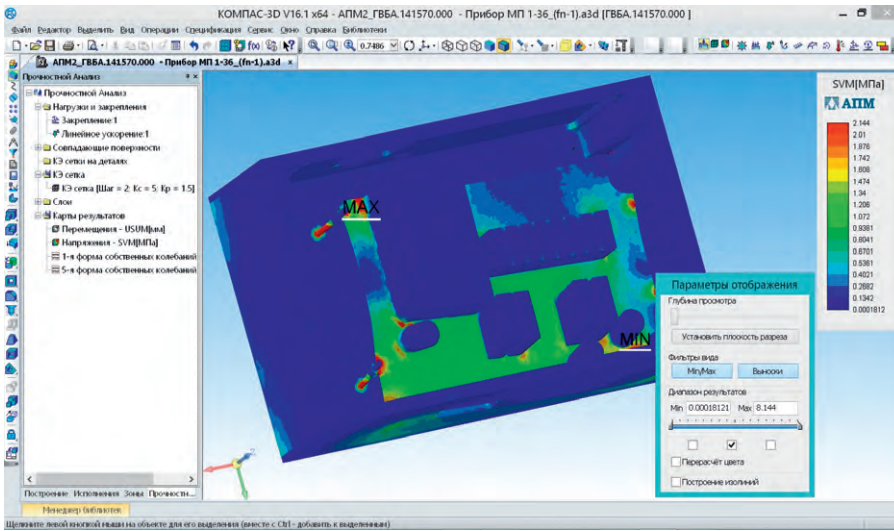 КОМПАС-3D V16.1 x64 - АПМ2_ГВБА.141570.000 - Прибор МП 1-36_(fn-1).a3d [ГВБА.141570.000 ]
Файл Редактор Выделить Вид Операции Спецификация Сервис Окно Справка Библиотеки
0.7486
АПМ2_ГВБА.141570.000 - Прибор МП 1-36_(fn-1).a3d
Прочностной Анализ
Прочностной Анализ
Нагрузки и закрепления
Закрепление:1
Линейное ускорение:1
Совпадающие поверхности
КЭ сетки на деталях
КЭ сетка
КЭ сетка [Шаг = 2; Кс = 5; Кр = 1.5]
Слои
Карты результатов
Перемещения - USUM[мм]
Напряжения - SVM[МПа]
1-я форма собственных колебаний
5-я форма собственных колебаний
MAX
MIN
SVM[МПа]
АПМ
2.144
2.01
1.876
1.742
1.608
1.474
1.34
1.206
1.072
0.9381
0.8041
0.6701
0.5361
0.4021
0.2682
0.1342
0.0001812
Параметры отображения
Глубина просмотра
Установить плоскость разреза
Фильтры вида
Min/Max Выноски
Диапазон результатов
Min 0.00018121 Max 8.144
Перерасчёт цвета
Построение изолиний
Построение Исполнения Зоны Прочностн...
Менеджер библиотек
Щелкните левой кнопкой мыши на объекте для его выделения (вместе с Ctrl - добавить к выделенным)